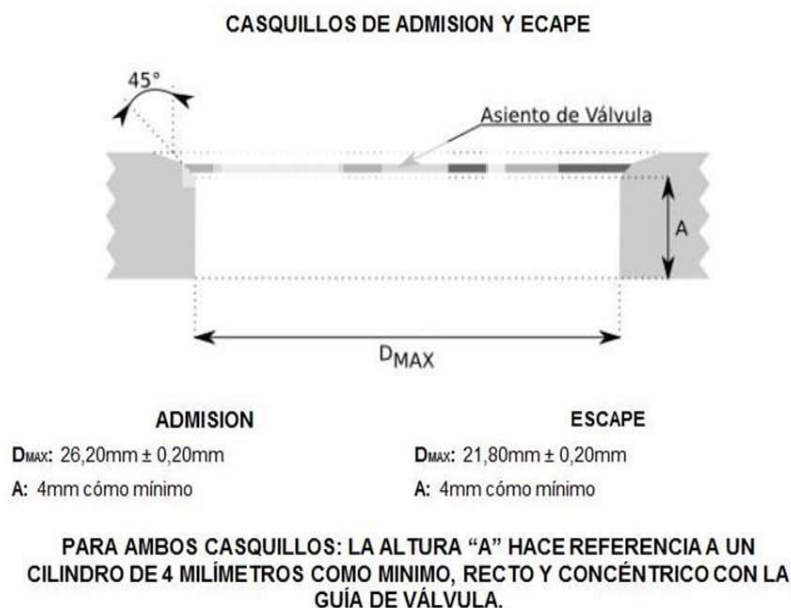 CASQUILLOS DE ADMISION Y ECAPE
45°
Asiento de Válvula
A
DMAX
ADMISION
DMAX: 26,20mm ± 0,20mm
A: 4mm cómo mínimo
ESCAPE
DMAX: 21,80mm ± 0,20mm
A: 4mm cómo mínimo
PARA AMBOS CASQUILLOS: LA ALTURA “A” HACE REFERENCIA A UN
CILINDRO DE 4 MILÍMETROS COMO MINIMO, RECTO Y CONCÉNTRICO CON LA
GUÍA DE VÁLVULA.